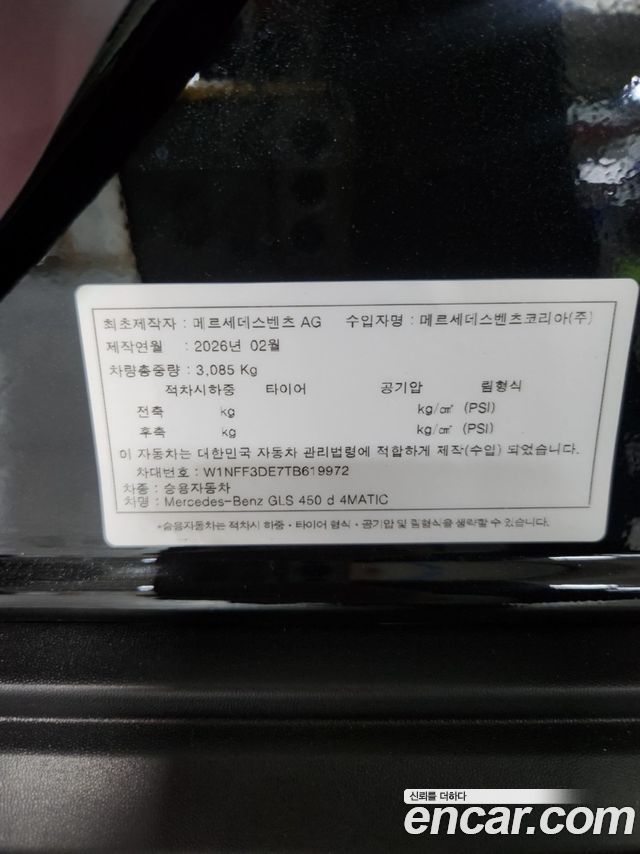 최초제작자 : 메르세데스벤츠 AG 수입자명 : 메르세데스벤츠코리아(주)
제작연월 : 2026년 02월
차량총중량 : 3,085 Kg
적차시하중 타이어 공기압 림형식
전축 kg kg/㎠ (PSI)
후축 kg kg/㎠ (PSI)
이 자동차는 대한민국 자동차 관리법령에 적합하게 제작(수입) 되었습니다.
차대번호 : W1NFF3DE7TB619972
차종 : 승용자동차
차명 : Mercedes-Benz GLS 450 d 4MATIC
*승용자동차는 적차시 하중 • 타이어 형식 • 공기압 및 림형식을 생략할 수 있습니다.
신뢰를 더하다
encar.com